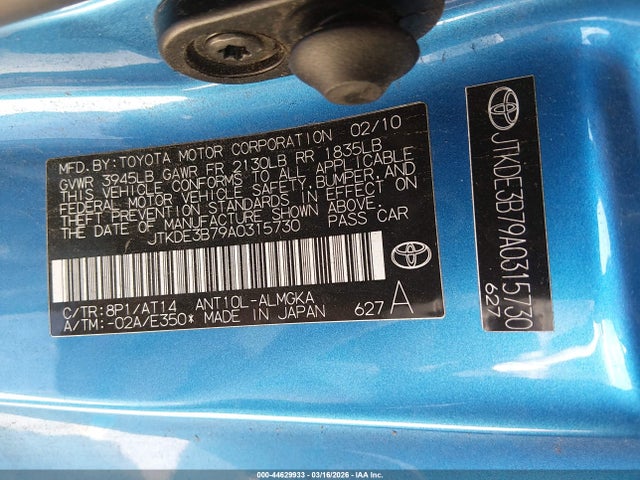 MFD. BY: TOYOTA MOTOR CORPORATION 02/10
GVWR 3945LB GAWR FR 2130LB RR 1835LB
THIS VEHICLE CONFORMS TO ALL APPLICABLE
FEDERAL MOTOR VEHICLE SAFETY, BUMPER, AND
THEFT PREVENTION STANDARDS IN EFFECT ON
THE DATE OF MANUFACTURE SHOWN ABOVE.
JTKDE3B79A0315730 PASS CAR
C/TR: 8P1/AT14 ANT10L-ALMGKA
A/TM: -02A/E350* MADE IN JAPAN 627 A
JTKDE3B79A0315730
627
000-44629933 - 03/16/2026 - IAA Inc.